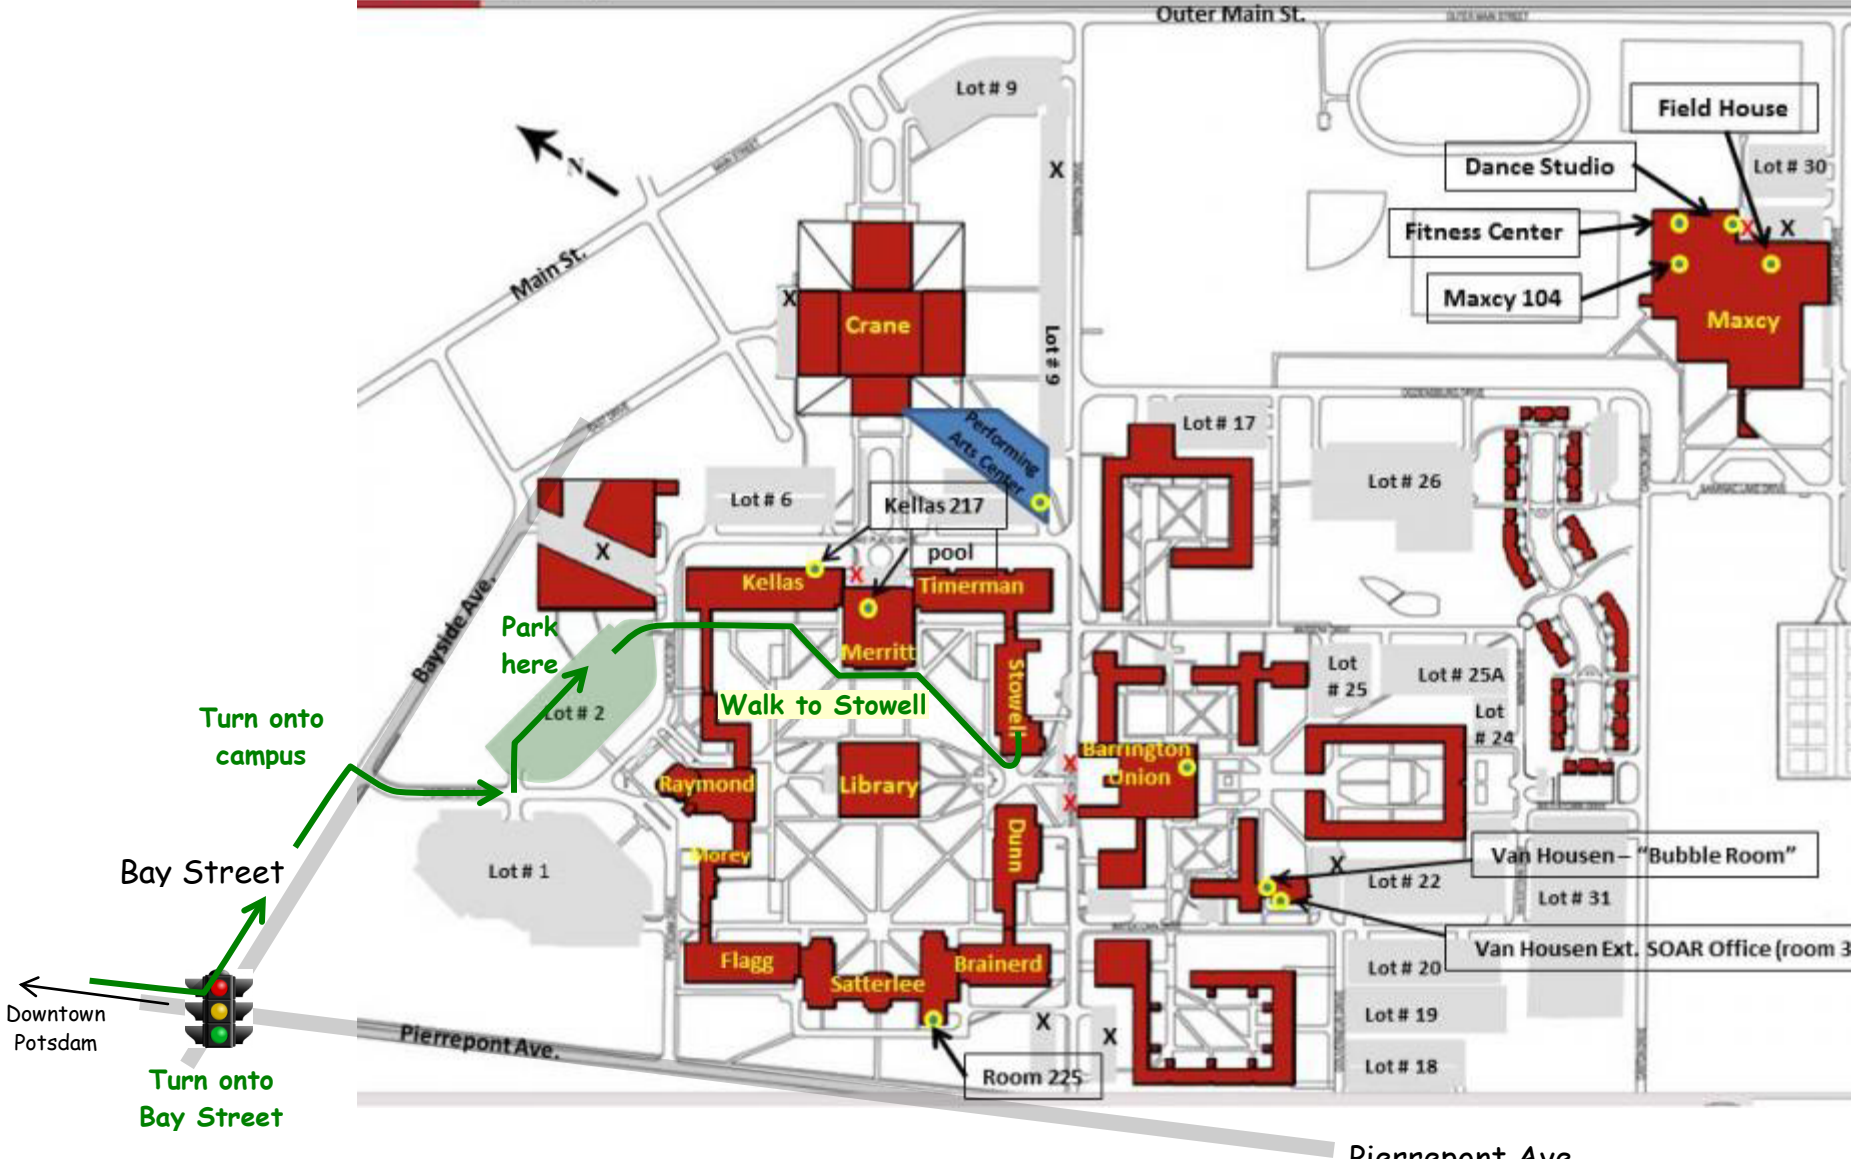 Outer Main St.
OUTER MAIN STREET
Lot # 9
Field House
X
Dance Studio
Lot # 30
MAIN STREET
N
Fitness Center
X
X
Main St.
Maxcy 104
X
Crane
Maxcy
Lot # 9
Performing
Arts Center
Lot # 17
Lot # 26
Lot # 6
Kellas 217
X
pool
Kellas
X
Timerman
Bayside Ave.
Park
here
Merritt
Stowell
Lot
# 25
Lot # 25A
Walk to Stowell
Lot # 2
Turn onto
campus
Lot
# 24
Barrington
Union
X
X
Raymond
Library
Dunn
Morey
Bay Street
Lot # 1
X
Van Housen – “Bubble Room”
Lot # 22
Lot # 31
Van Housen Ext. SOAR Office (room 3
Flagg
Satterlee
Brainerd
Lot # 20
Downtown
Potsdam
Pierrepont Ave.
X
X
Lot # 19
Room 225
Lot # 18
Turn onto
Bay Street
Pierrepont Ave